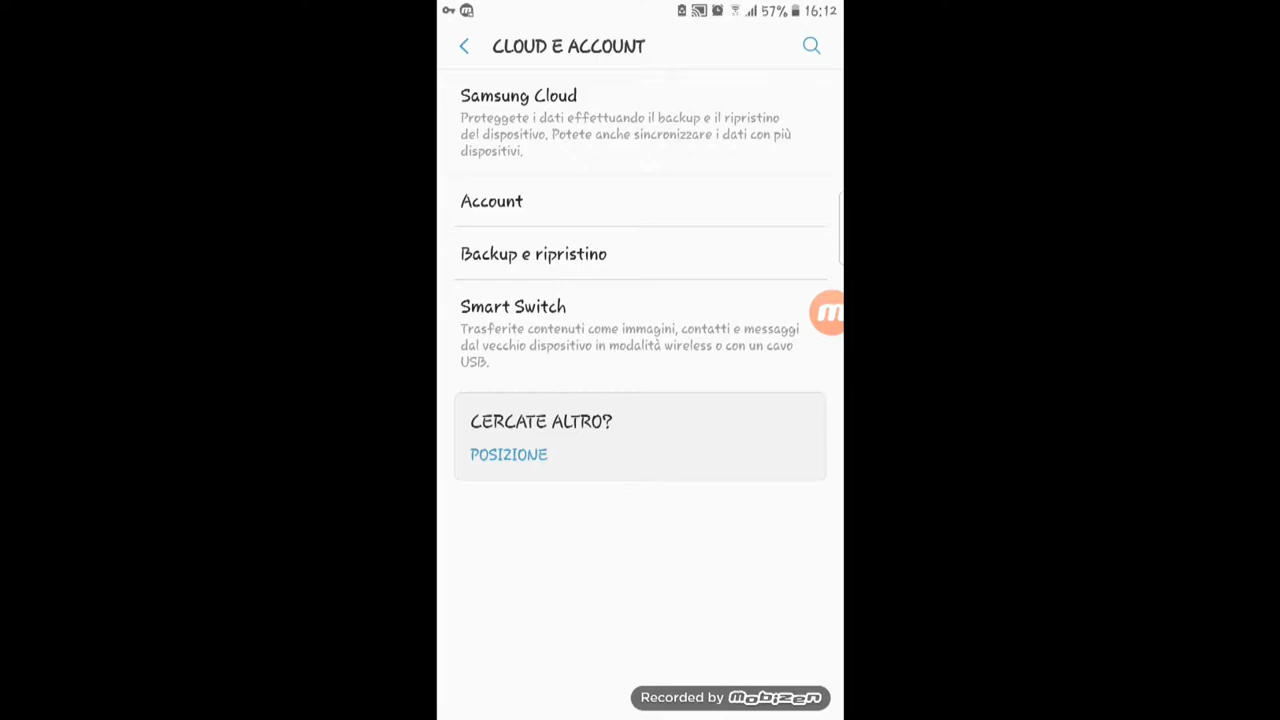 57% 16:12
CLOUD E ACCOUNT
Samsung Cloud
Proteggete i dati effettuando il backup e il ripristino
del dispositivo. Potete anche sincronizzare i dati con più
dispositivi.
Account
Backup e ripristino
Smart Switch
Trasferite contenuti come immagini, contatti e messaggi
dal vecchio dispositivo in modalità wireless o con un cavo
USB.
CERCATE ALTRO?
POSIZIONE
Recorded by mobizen